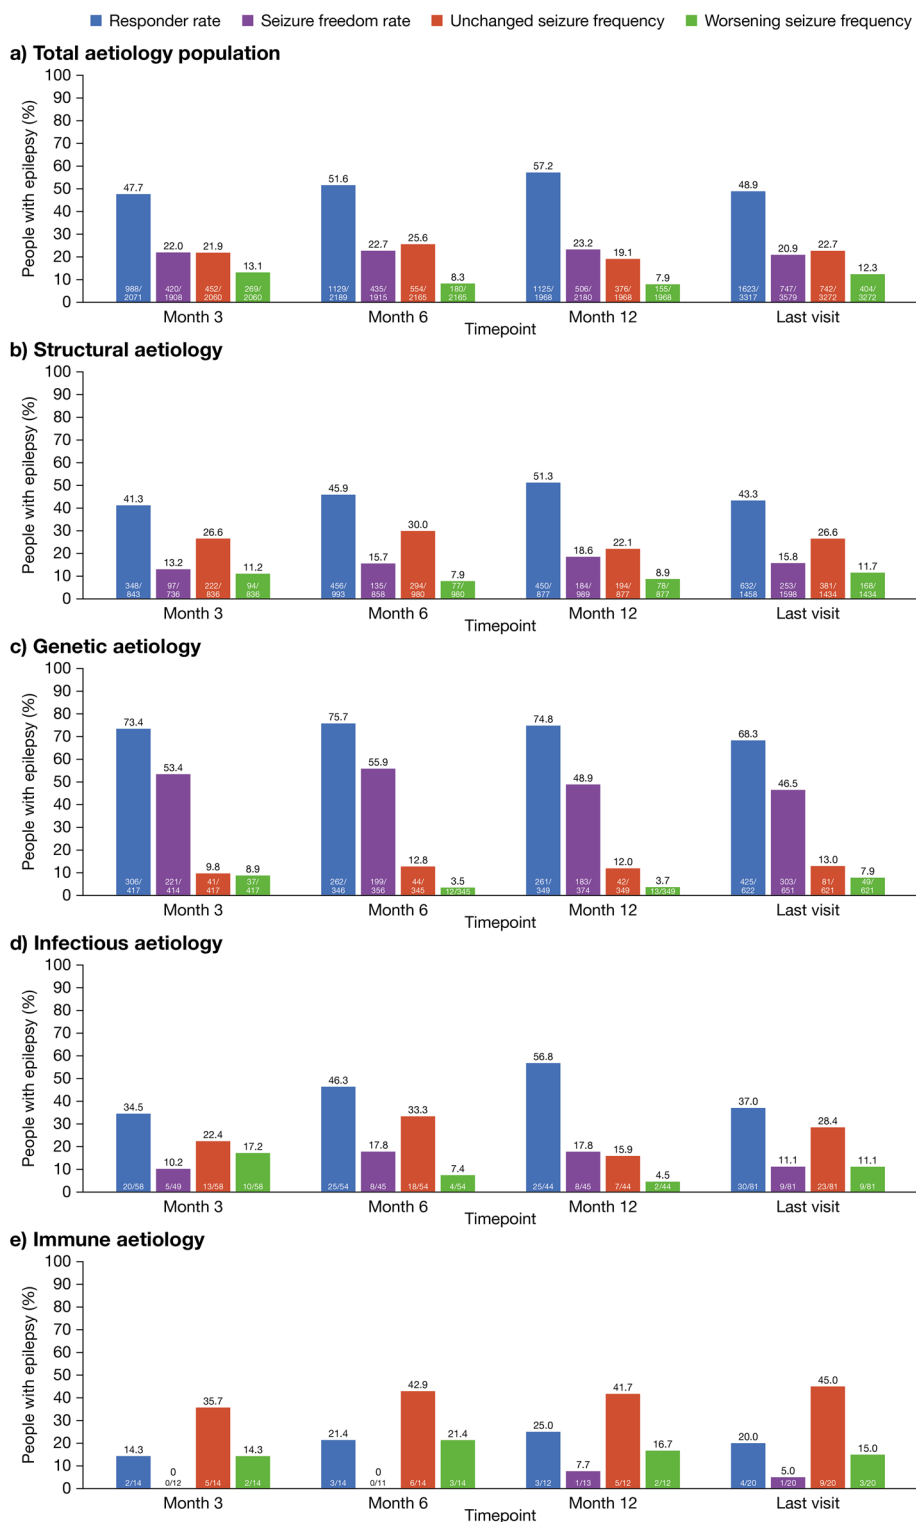 Responder rate Seizure freedom rate Unchanged seizure frequency Worsening seizure frequency
a) Total aetiology population
People with epilepsy (%)
100
90
80
70
60
50
40
30
20
10
0
47.7 22.0 21.9 13.1
988/ 420/ 452/ 269/
2071 1908 2060 2060
51.6 22.7 25.6 8.3
1129/ 435/ 554/ 180/
2189 1915 2165 2165
57.2 23.2 19.1 7.9
1125/ 506/ 376/ 155/
1968 2180 1968 1968
48.9 20.9 22.7 12.3
1623/ 747/ 742/ 404/
3317 3579 3272 3272
Month 3 Month 6 Month 12 Last visit
Timepoint
b) Structural aetiology
People with epilepsy (%)
100
90
80
70
60
50
40
30
20
10
0
41.3 13.2 26.6 11.2
348/ 97/ 222/ 94/
843 736 836 836
45.9 15.7 30.0 7.9
456/ 135/ 294/ 77/
993 858 980 980
51.3 18.6 22.1 8.9
450/ 184/ 194/ 78/
877 989 877 877
43.3 15.8 26.6 11.7
632/ 253/ 381/ 168/
1458 1598 1434 1434
Month 3 Month 6 Month 12 Last visit
Timepoint
c) Genetic aetiology
People with epilepsy (%)
100
90
80
70
60
50
40
30
20
10
0
73.4 53.4 9.8 8.9
306/ 221/ 41/ 37/
417 414 417 417
75.7 55.9 12.8 3.5
262/ 199/ 44/ 12/345
346 356 345
74.8 48.9 12.0 3.7
261/ 183/ 42/ 13/349
349 374 349
68.3 46.5 13.0 7.9
425/ 303/ 81/ 49/
622 651 621 621
Month 3 Month 6 Month 12 Last visit
Timepoint
d) Infectious aetiology
People with epilepsy (%)
100
90
80
70
60
50
40
30
20
10
0
34.5 10.2 22.4 17.2
20/58 5/49 13/58 10/58
46.3 17.8 33.3 7.4
25/54 8/45 18/54 4/54
56.8 17.8 15.9 4.5
25/44 8/45 7/44 2/44
37.0 11.1 28.4 11.1
30/81 9/81 23/81 9/81
Month 3 Month 6 Month 12 Last visit
Timepoint
e) Immune aetiology
People with epilepsy (%)
100
90
80
70
60
50
40
30
20
10
0
14.3 0 35.7 14.3
2/14 0/12 5/14 2/14
21.4 0 42.9 21.4
3/14 0/11 6/14 3/14
25.0 7.7 41.7 16.7
3/12 1/13 5/12 2/12
20.0 5.0 45.0 15.0
4/20 1/20 9/20 3/20
Month 3 Month 6 Month 12 Last visit
Timepoint